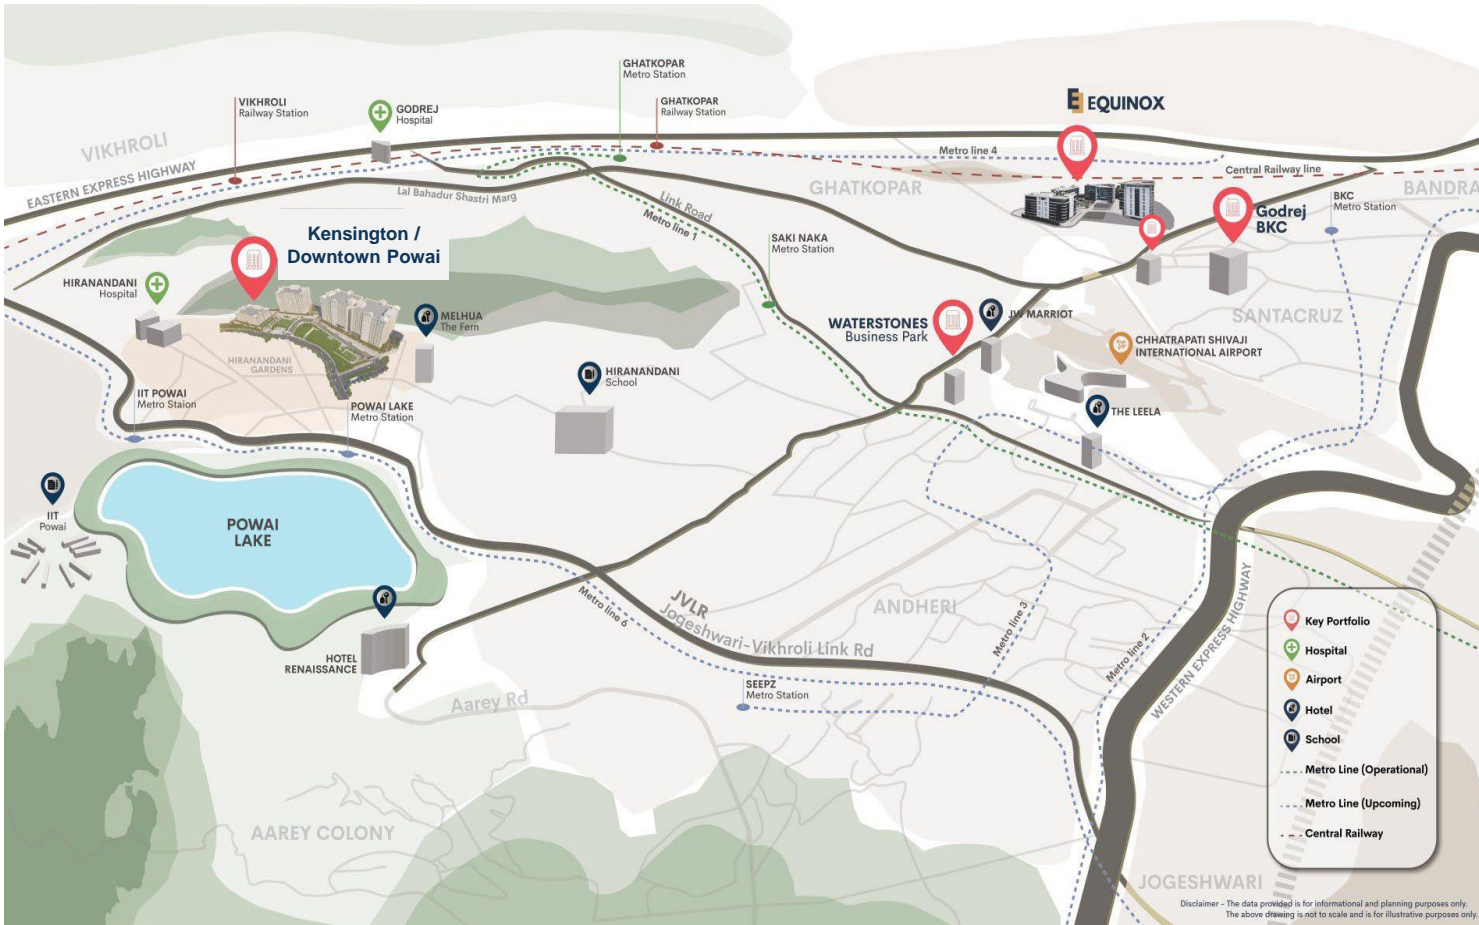 GHATKOPAR
Metro Station
VIKHROLI
Railway Station
GODREJ
Hospital
GHATKOPAR
Railway Station
EQUINOX
VIKHROLI
EASTERN EXPRESS HIGHWAY
Metro line 4
Central Railway line
Lal Bahadur Shastri Marg
GHATKOPAR
BANDRA
BKC
Metro Station
Link Road
Metro line 1
Godrej
BKC
Kensington /
Downtown Powai
SAKI NAKA
Metro Station
HIRANANDANI
Hospital
MELHUA
The Fern
WATERSTONES
Business Park
JW MARRIOT
SANTACRUZ
CHHATRAPATI SHIVAJI
INTERNATIONAL AIRPORT
HIRANANDANI
GARDENS
HIRANANDANI
School
IIT POWAI
Metro Staion
POWAI LAKE
Metro Station
THE LEELA
IIT
Powai
POWAI
LAKE
Metro line 6
JVLR
Jogeshwari-Vikhroli Link Rd
ANDHERI
Metro line 3
Metro line 2
WESTERN EXPRESS HIGHWAY
HOTEL
RENAISSANCE
SEEPZ
Metro Station
Aarey Rd
AAREY COLONY
JOGESHWARI
Key Portfolio
Hospital
Airport
Hotel
School
Metro Line (Operational)
Metro Line (Upcoming)
Central Railway
Disclaimer - The data provided is for informational and planning purposes only.
The above drawing is not to scale and is for illustrative purposes only.